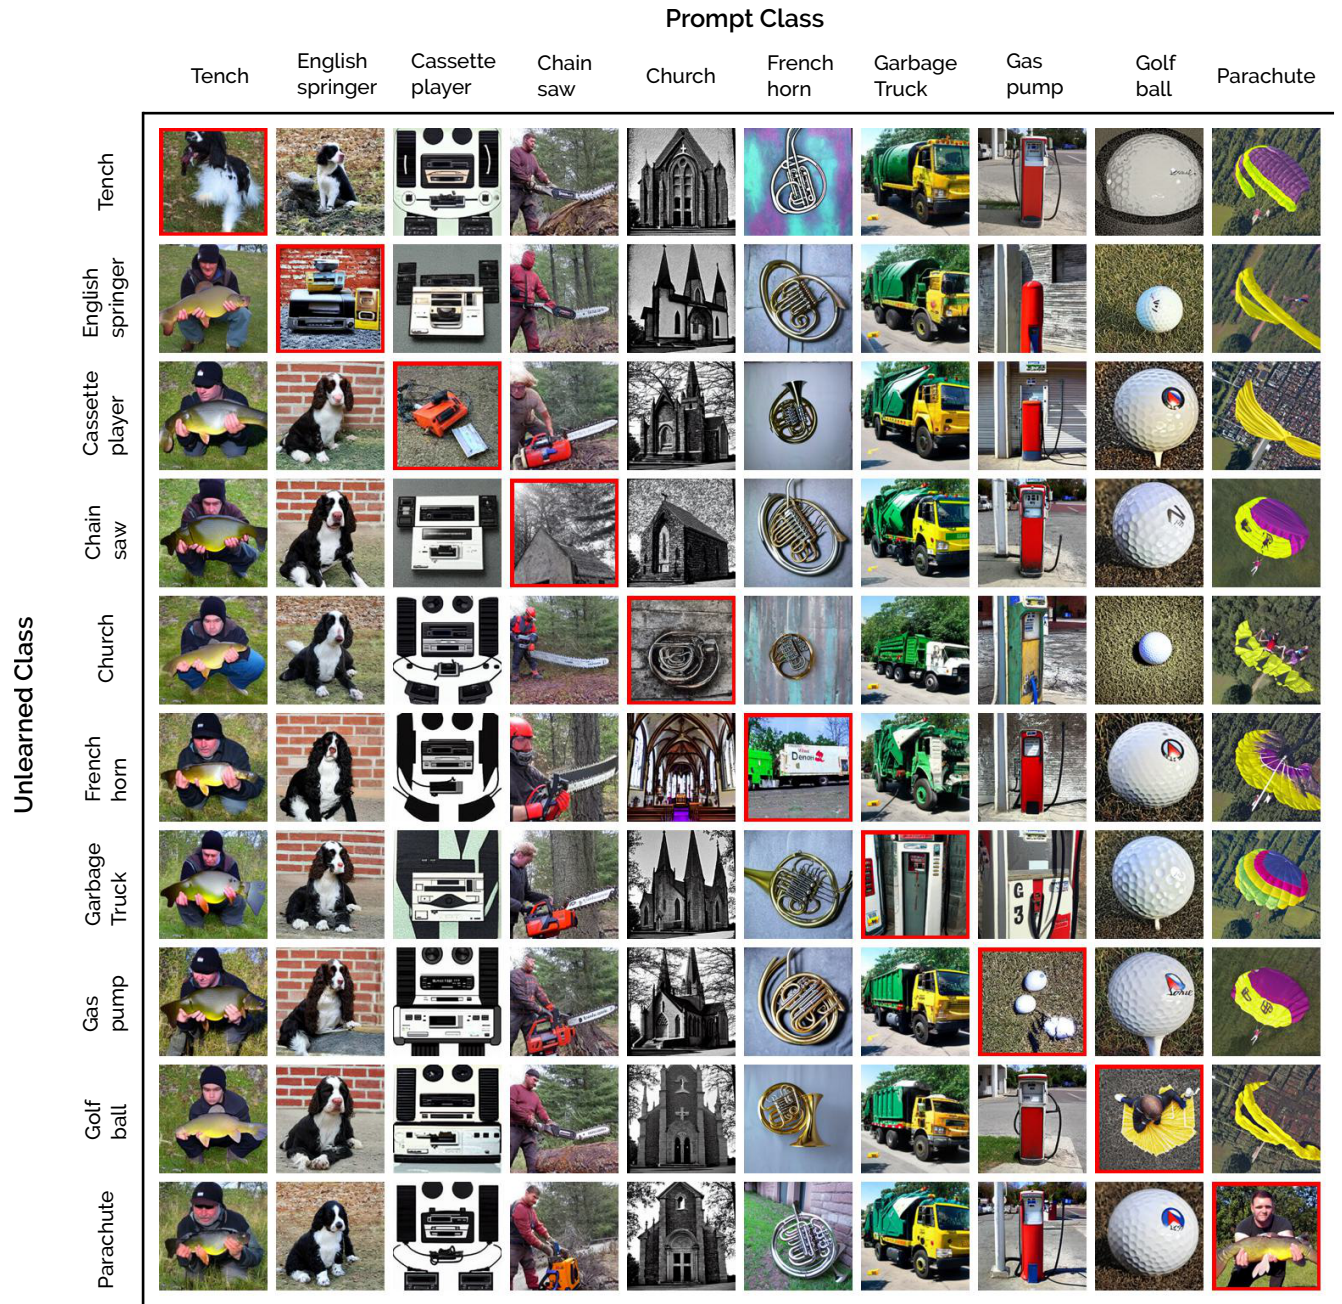 Prompt Class
Tench
English
springer
Cassette
player
Chain
saw
Church
French
horn
Garbage
Truck
Gas
pump
Golf
ball
Parachute
Unlearned Class
Tench
English
springer
Cassette
player
Chain
saw
Church
French
horn
Garbage
Truck
Gas
pump
Golf
ball
Parachute
G
3